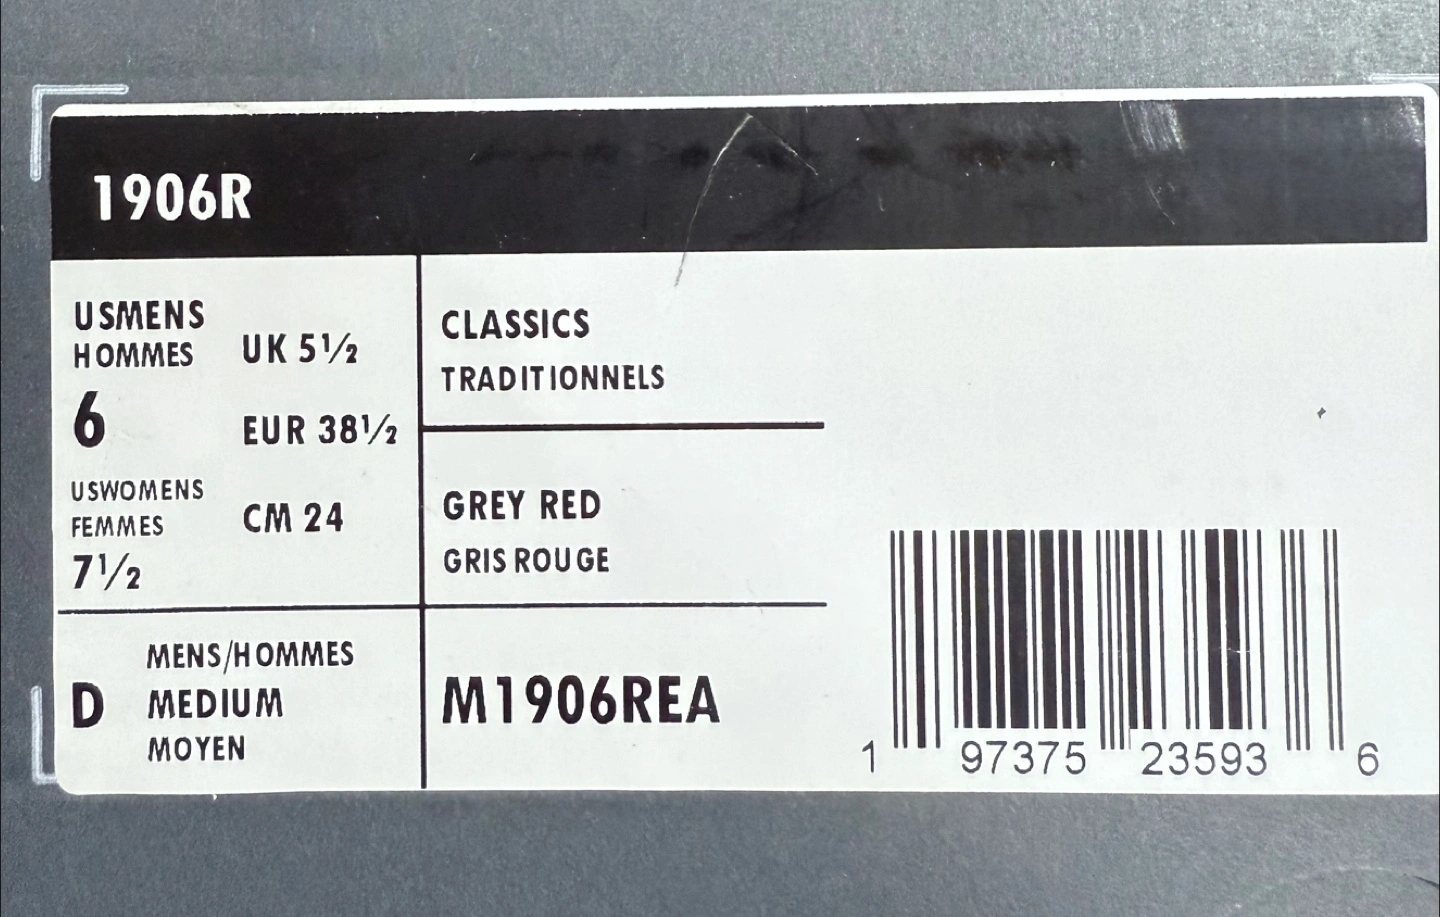 1906R
USMENS
HOMMES
6
UK 5½
EUR 38½
USWOMENS
FEMMES
7½
CM 24
D
MENS/HOMMES
MEDIUM
MOYEN
CLASSICS
TRADITIONNELS
GREY RED
GRIS ROUGE
M1906REA
1 97375 23593 6